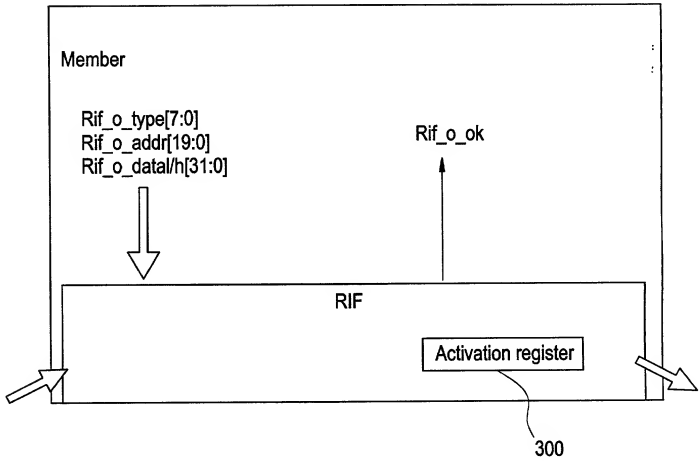 Member
Rif_o_type[7:0]
Rif_o_addr[19:0]
Rif_o_datal/h[31:0]
Rif_o_ok
RIF
Activation register
300